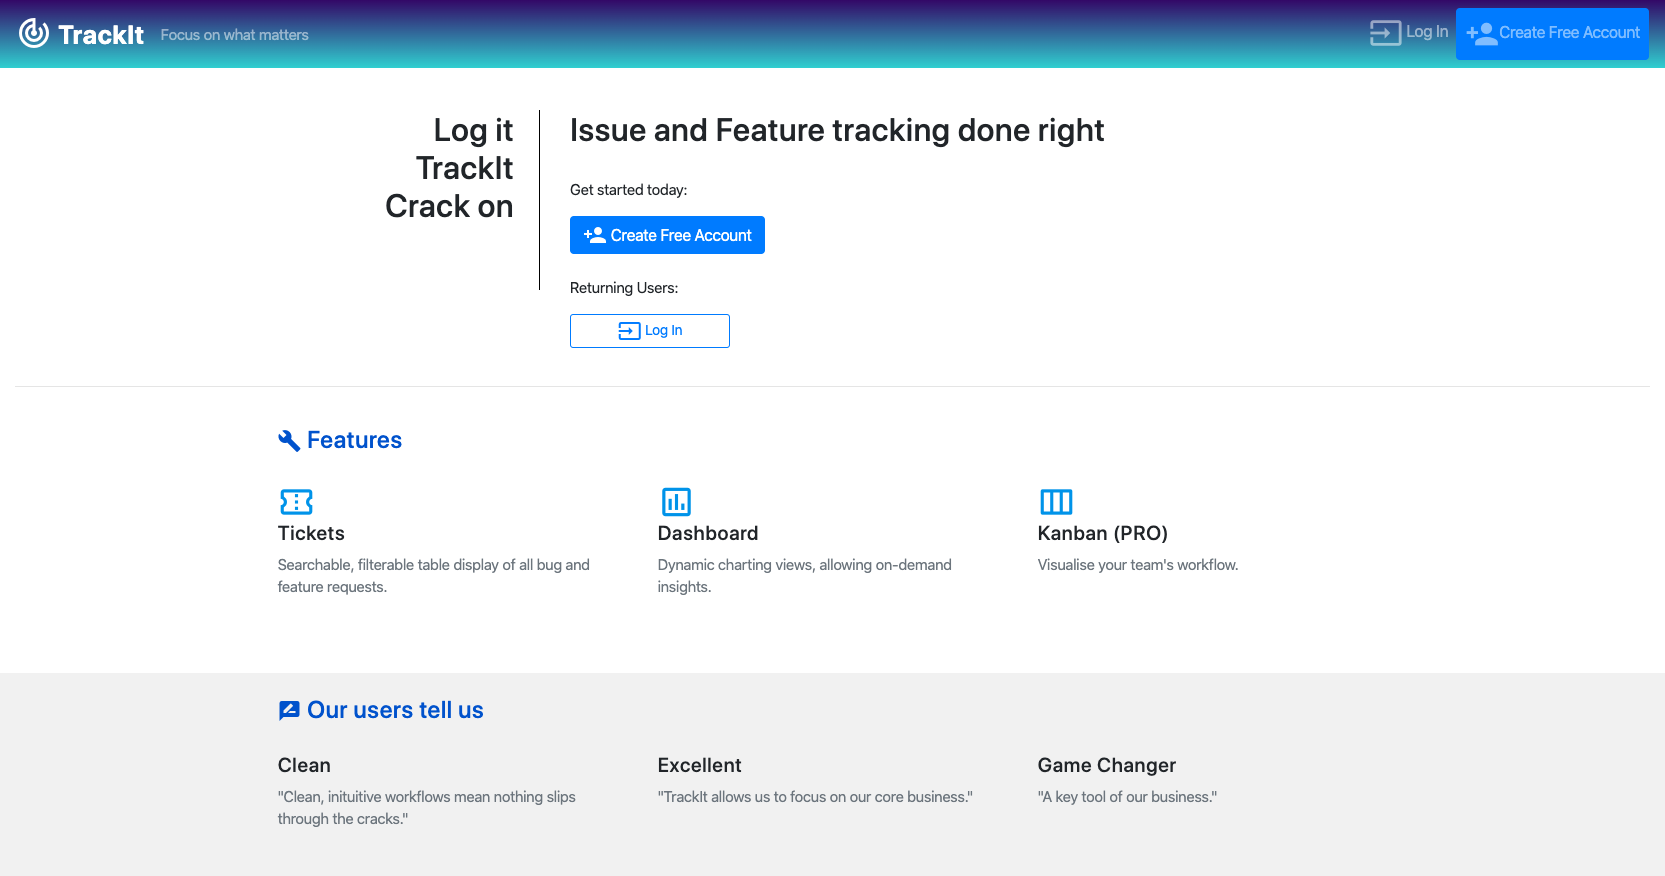 TrackIt Focus on what matters Log In Create Free Account
Log it
TrackIt
Crack on
Issue and Feature tracking done right
Get started today:
Create Free Account
Returning Users:
Log In
Features
Tickets
Searchable, filterable table display of all bug and
feature requests.
Dashboard
Dynamic charting views, allowing on-demand
insights.
Kanban (PRO)
Visualise your team's workflow.
Our users tell us
Clean
"Clean, inituitive workflows mean nothing slips
through the cracks."
Excellent
"TrackIt allows us to focus on our core business."
Game Changer
"A key tool of our business."